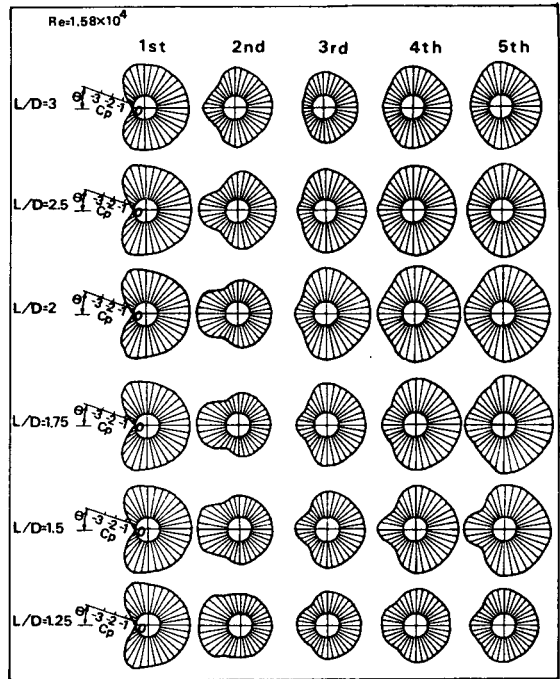 Re=1.58×10⁴
1st 2nd 3rd 4th 5th
L/D=3 θ -3 -2 -1 0 Cp
L/D=2.5 θ -3 -2 -1 0 Cp
L/D=2 θ -3 -2 -1 0 Cp
L/D=1.75 θ -3 -2 -1 0 Cp
L/D=1.5 θ -3 -2 -1 0 Cp
L/D=1.25 θ -3 -2 -1 0 Cp